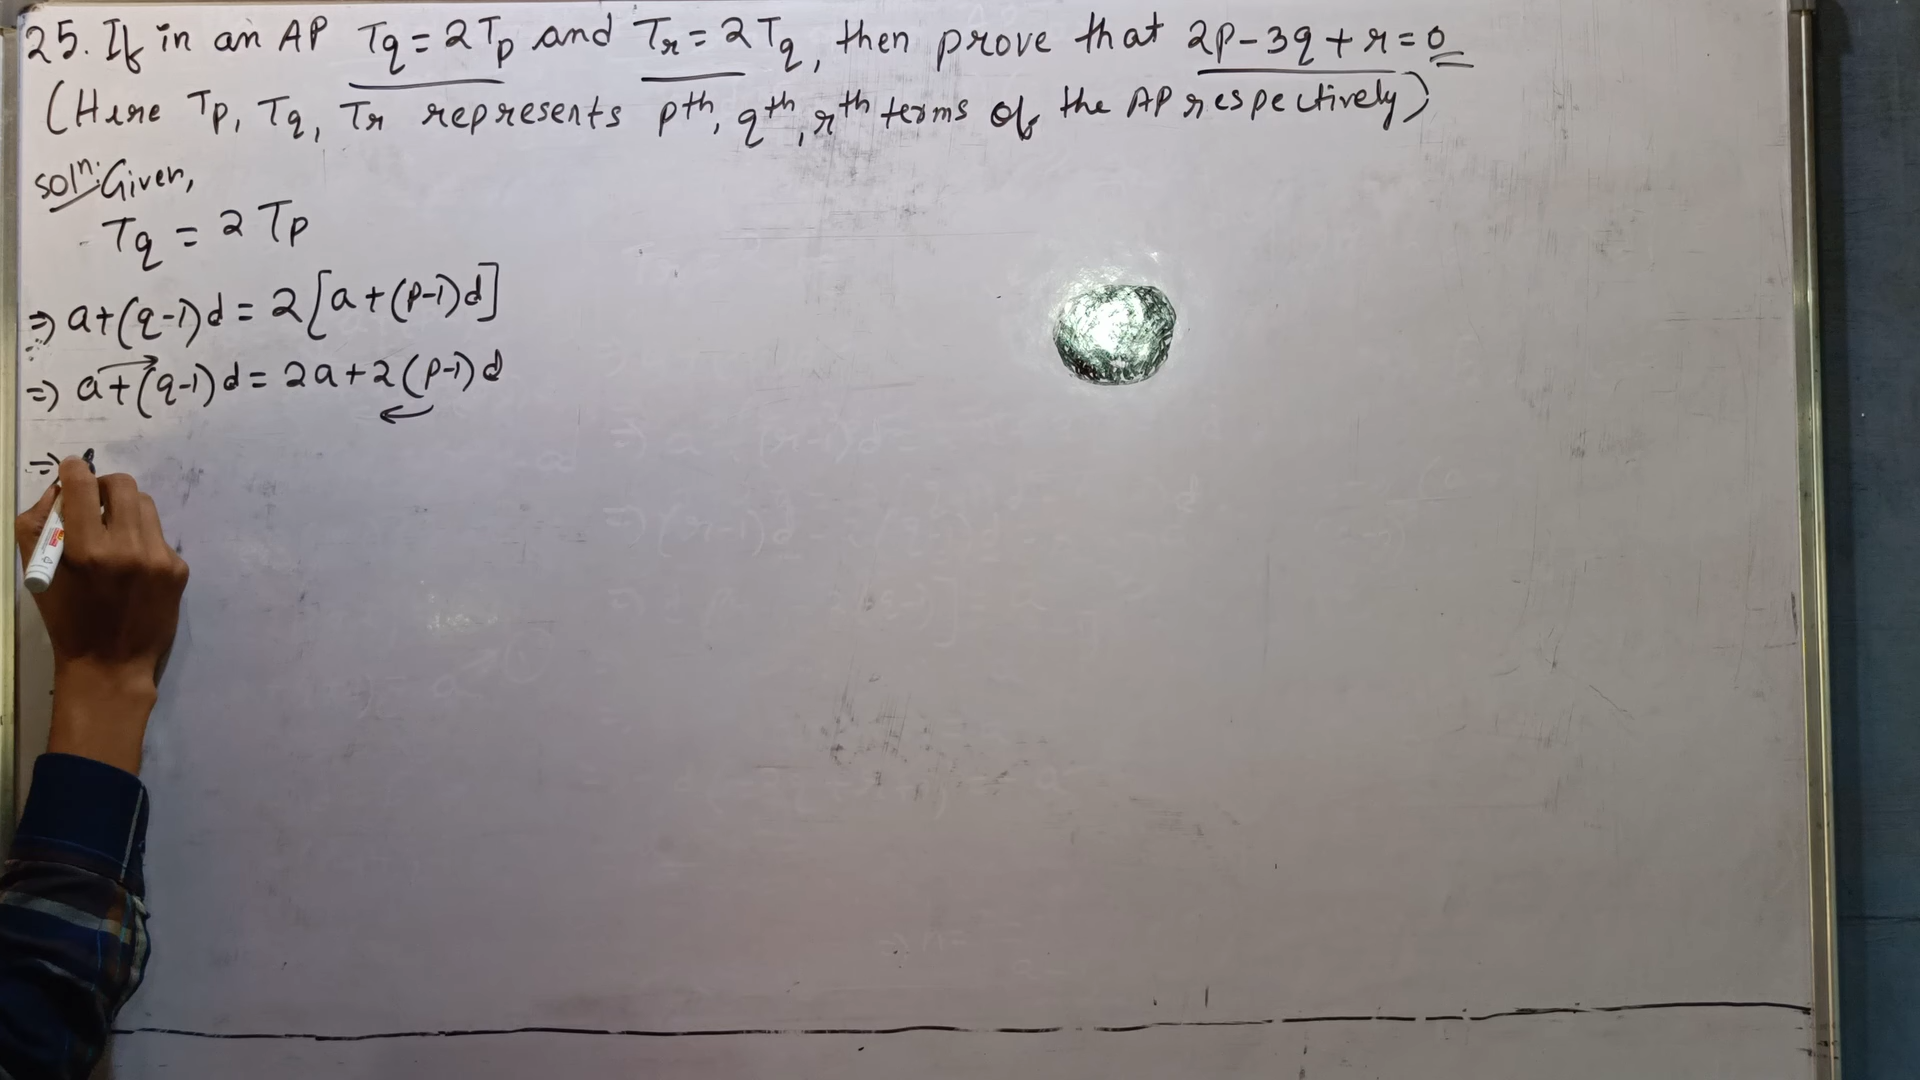 25. If in an AP Tq = 2Tp and Tr = 2Tq, then prove that 2p-3q+r=0
(Here Tp, Tq, Tr represents pth, qth, rth terms of the AP respectively)
Soln: Given,
Tq = 2 Tp
⇒ a+(q-1)d = 2[a+(p-1)d]
⇒ a+(q-1)d = 2a+2(p-1)d
⇒